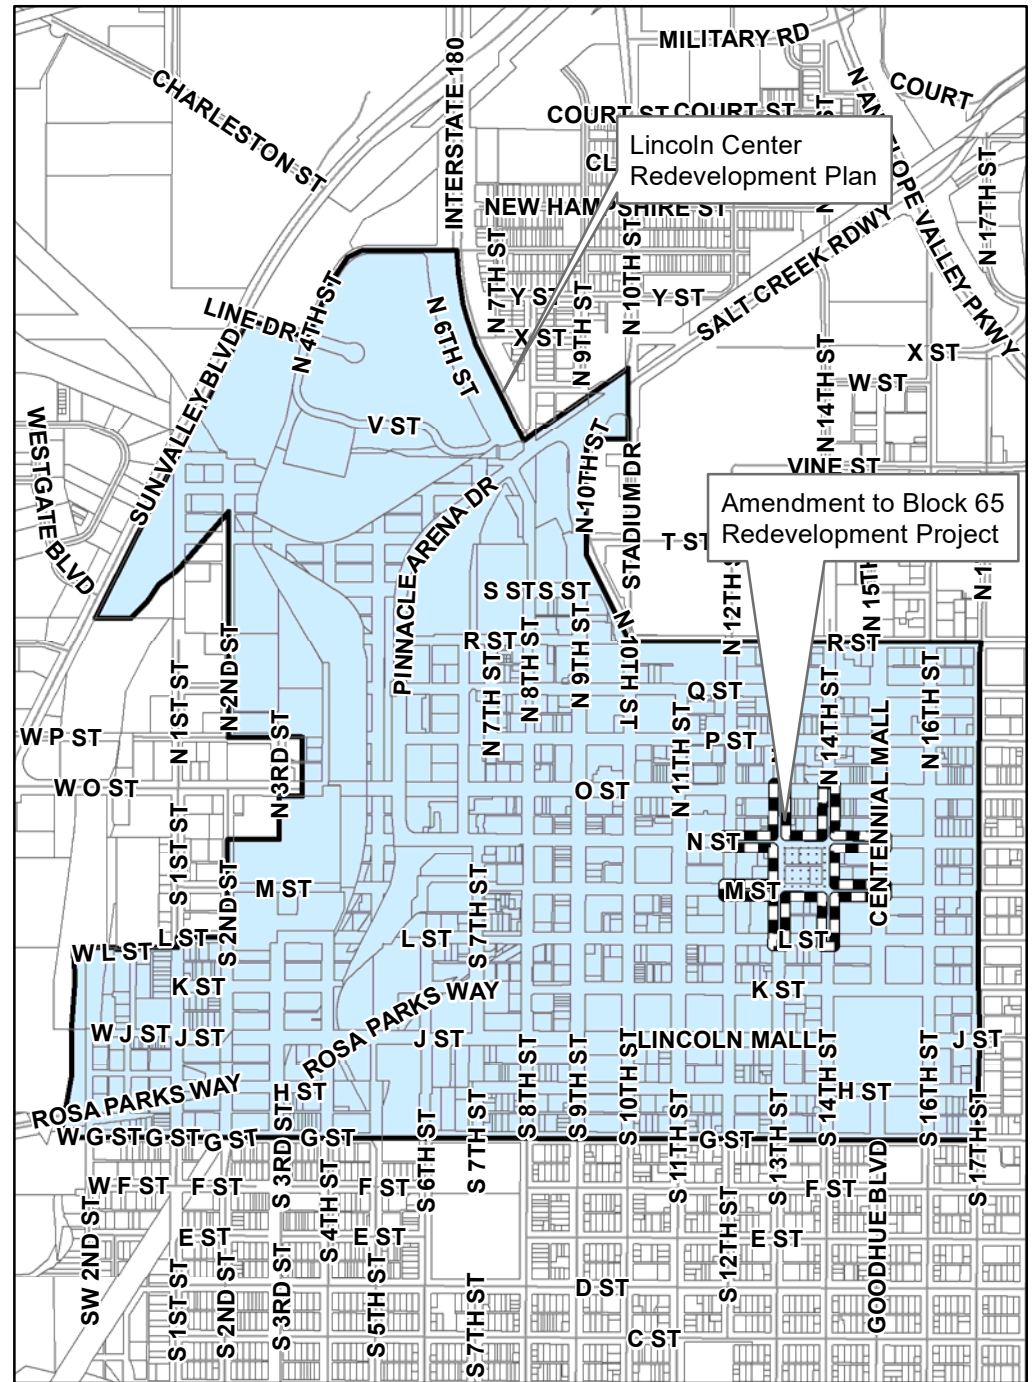 MILITARY RD
CHARLESTON ST
INTERSTATE 180
N ANTELOPE VALLEY PKWY
COURT
COURT ST
COURT ST
ST
CL
Lincoln Center
Redevelopment Plan
N 17TH ST
NEW HAMPSHIRE ST
N 7TH ST
N 10TH ST
SALT CREEK RDWY
LINE DR
N 4TH ST
N 6TH ST
Y ST
Y ST
N 9TH ST
X ST
X ST
N 14TH ST
W ST
SUN VALLEY BLVD
WESTGATE BLVD
V ST
VINE ST
N 10TH ST
STADIUM DR
PINNACLE ARENA DR
Amendment to Block 65
Redevelopment Project
T ST
N 12TH ST
N 15TH
S ST
S ST
N 10TH ST
R ST
R ST
N 8TH ST
N 9TH ST
N 7TH ST
N 2ND ST
N 1ST ST
Q ST
N 14TH ST
N 16TH ST
N 3RD ST
W P ST
P ST
N 11TH ST
CENTENNIAL MALL
W O ST
O ST
S 1ST ST
N ST
M ST
M ST
S 2ND ST
S 7TH ST
W L ST
L ST
L ST
L ST
K ST
K ST
ROSA PARKS WAY
W J ST
J ST
J ST
LINCOLN MALL
J ST
S 8TH ST
S 9TH ST
S 10TH ST
S 14TH ST
S 16TH ST
ROSA PARKS WAY
H ST
H ST
S 17TH ST
W G ST
G ST
G ST
G ST
G ST
S 3RD ST
S 4TH ST
S 6TH ST
S 7TH ST
S 11TH ST
S 13TH ST
GOODHUE BLVD
W F ST
F ST
F ST
F ST
SW 2ND ST
E ST
E ST
E ST
S 12TH ST
S 1ST ST
S 2ND ST
S 3RD ST
S 5TH ST
S 7TH ST
D ST
C ST